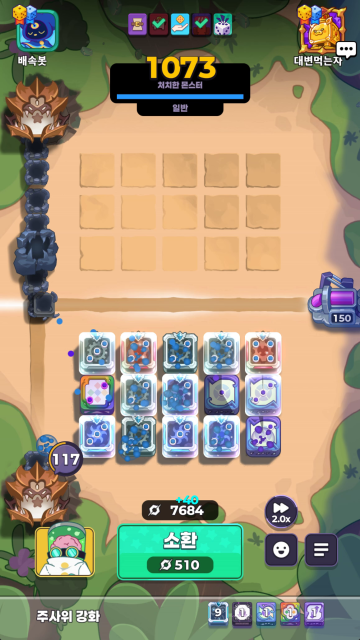 배속봇
대변먹는자
1073
처치한 몬스터
일반
150
117
+40
7684
2.0x
소환
510
주사위 강화
9